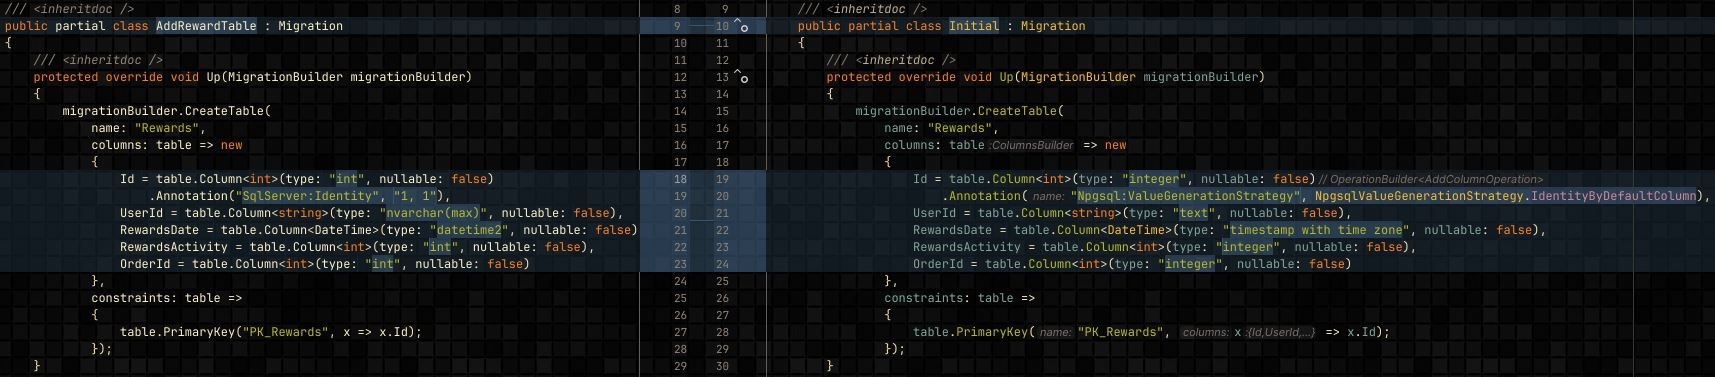 /// <inheritdoc />
public partial class AddRewardTable : Migration
{
/// <inheritdoc />
protected override void Up(MigrationBuilder migrationBuilder)
{
migrationBuilder.CreateTable(
name: "Rewards",
columns: table => new
{
Id = table.Column<int>(type: "int", nullable: false)
.Annotation("SqlServer:Identity", "1, 1"),
UserId = table.Column<string>(type: "nvarchar(max)", nullable: false),
RewardsDate = table.Column<DateTime>(type: "datetime2", nullable: false)
RewardsActivity = table.Column<int>(type: "int", nullable: false),
OrderId = table.Column<int>(type: "int", nullable: false)
},
constraints: table =>
{
table.PrimaryKey("PK_Rewards", x => x.Id);
});
}
8 9
9 10
10 11
11 12
12 13
13 14
14 15
15 16
16 17
17 18
18 19
19 20
20 21
21 22
22 23
23 24
24 25
25 26
26 27
27 28
28 29
29 30
/// <inheritdoc />
public partial class Initial : Migration
{
/// <inheritdoc />
protected override void Up(MigrationBuilder migrationBuilder)
{
migrationBuilder.CreateTable(
name: "Rewards",
columns: table :ColumnsBuilder => new
{
Id = table.Column<int>(type: "integer", nullable: false) // OperationBuilder<AddColumnOperation>
.Annotation( name: "Npgsql:ValueGenerationStrategy", NpgsqlValueGenerationStrategy.IdentityByDefaultColumn),
UserId = table.Column<string>(type: "text", nullable: false),
RewardsDate = table.Column<DateTime>(type: "timestamp with time zone", nullable: false),
RewardsActivity = table.Column<int>(type: "integer", nullable: false),
OrderId = table.Column<int>(type: "integer", nullable: false)
},
constraints: table =>
{
table.PrimaryKey( name: "PK_Rewards", columns: x :{Id,UserId,...} => x.Id);
});
}